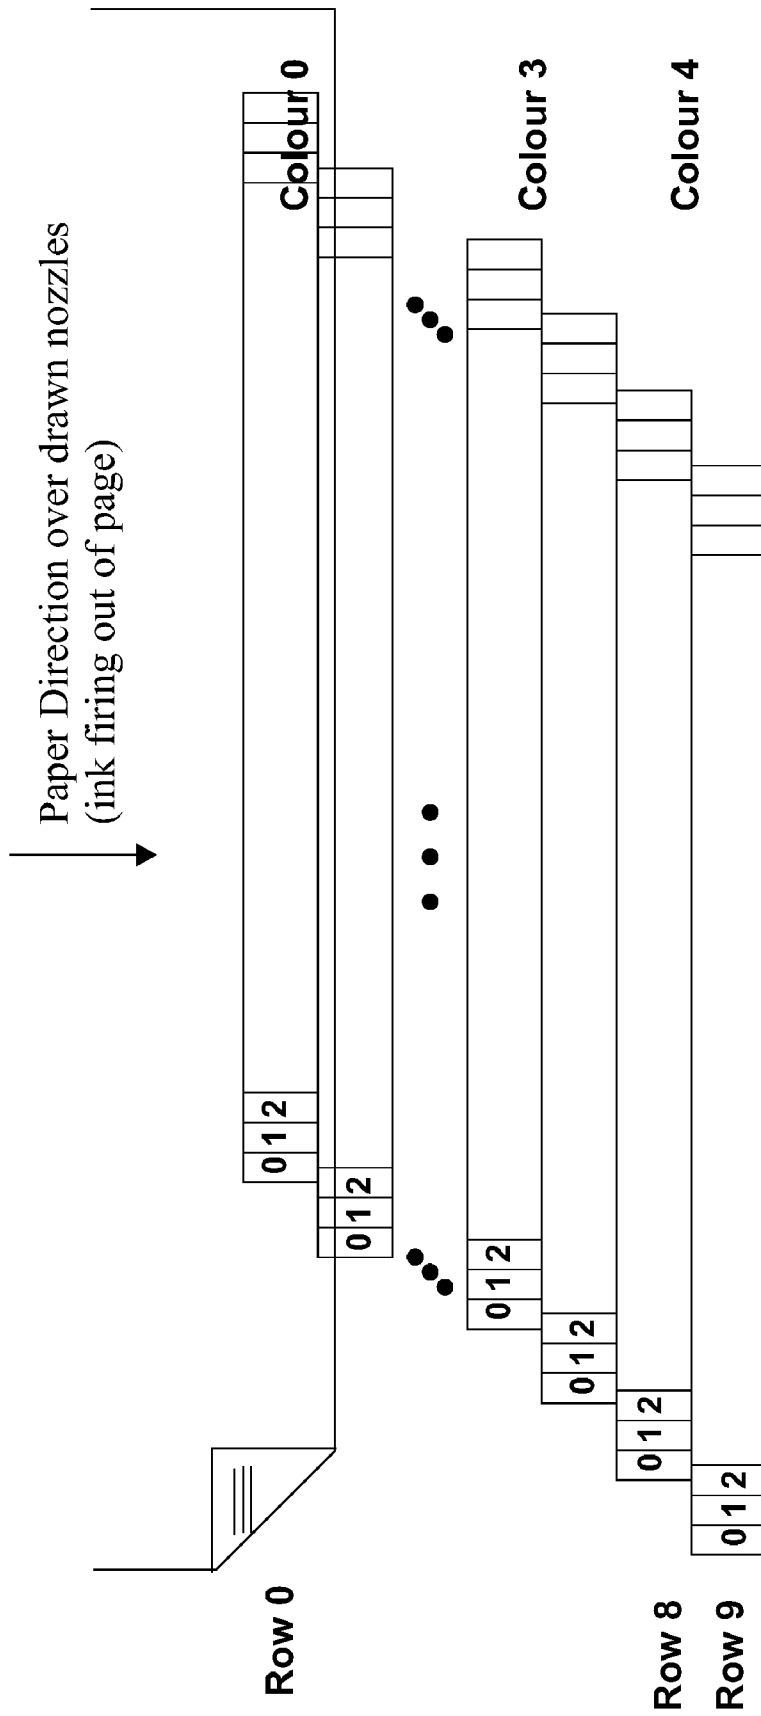 Paper Direction over drawn nozzles
(ink firing out of page)
Row 0
0 1 2
Colour 0
0 1 2
0 1 2
Colour 3
0 1 2
Row 8
0 1 2
Colour 4
Row 9
0 1 2